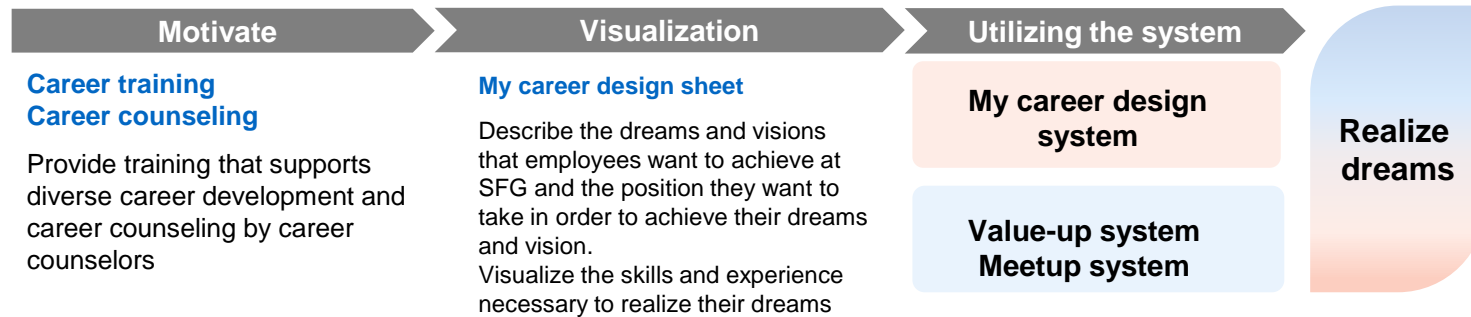 Motivate
Career training
Career counseling
Provide training that supports
diverse career development and
career counseling by career
counselors
Visualization
My career design sheet
Describe the dreams and visions
that employees want to achieve at
SFG and the position they want to
take in order to achieve their dreams
and vision.
Visualize the skills and experience
necessary to realize their dreams
Utilizing the system
My career design
system
Value-up system
Meetup system
Realize
dreams